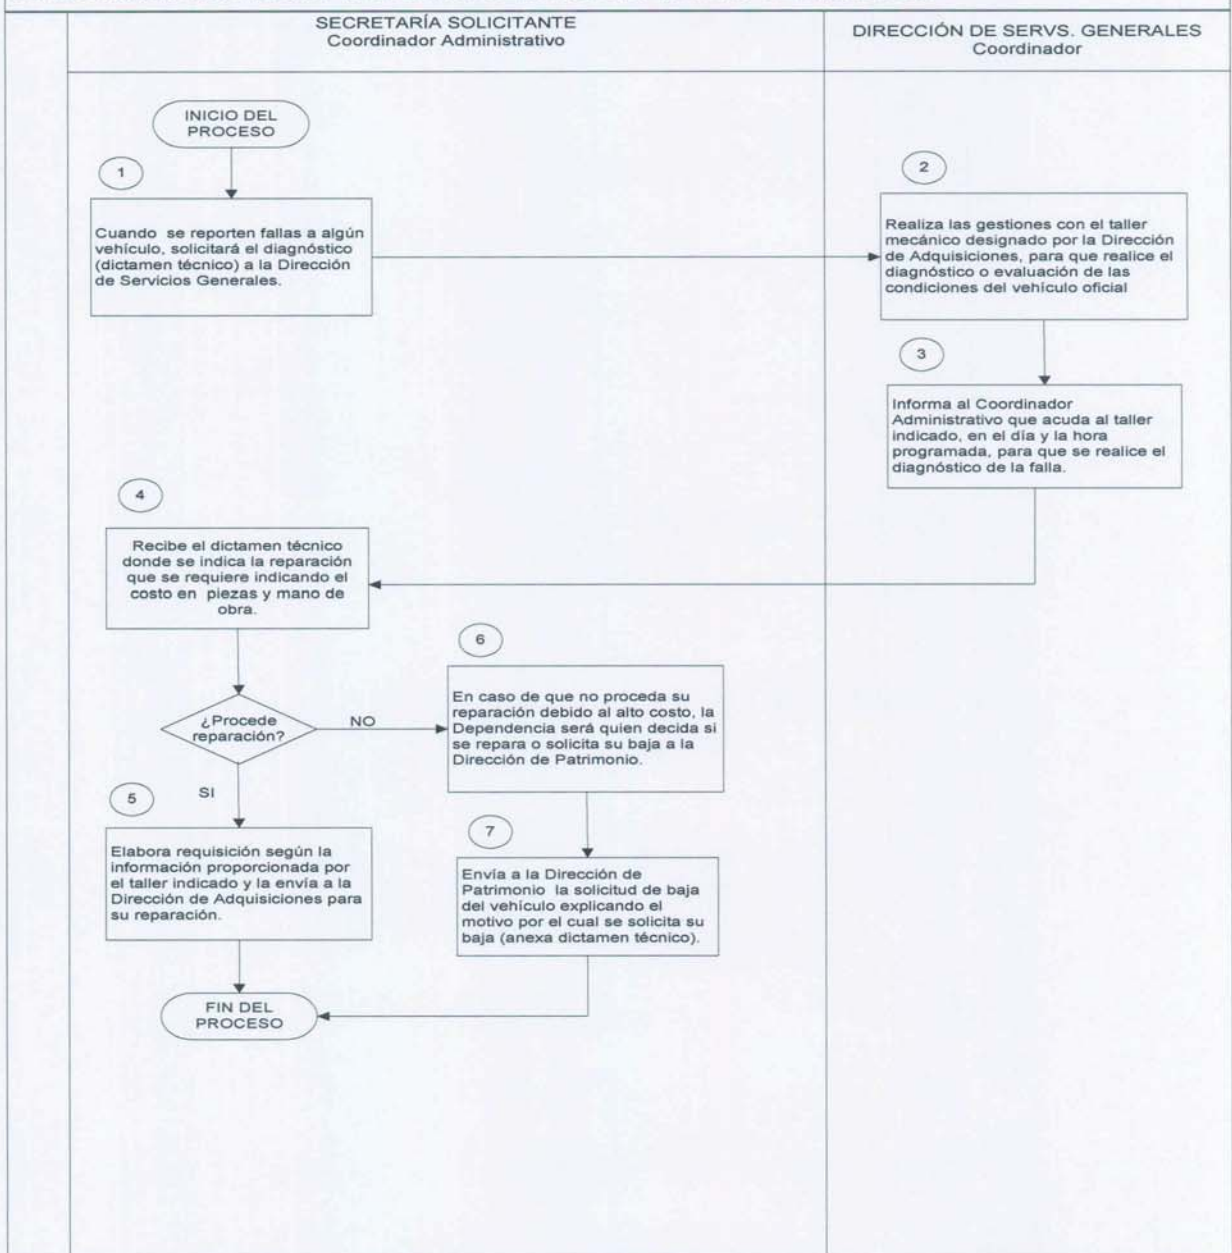 SECRETARÍA SOLICITANTE
Coordinador Administrativo
DIRECCIÓN DE SERVS. GENERALES
Coordinador
INICIO DEL
PROCESO
1
Cuando se reporten fallas a algún
vehículo, solicitará el diagnóstico
(dictamen técnico) a la Dirección
de Servicios Generales.
2
Realiza las gestiones con el taller
mecánico designado por la Dirección
de Adquisiciones, para que realice el
diagnóstico o evaluación de las
condiciones del vehículo oficial
3
Informa al Coordinador
Administrativo que acuda al taller
indicado, en el día y la hora
programada, para que se realice el
diagnóstico de la falla.
4
Recibe el dictamen técnico
donde se indica la reparación
que se requiere indicando el
costo en piezas y mano de
obra.
¿Procede
reparación?
NO
SI
6
En caso de que no proceda su
reparación debido al alto costo, la
Dependencia será quien decida si
se repara o solicita su baja a la
Dirección de Patrimonio.
5
Elabora requisición según la
información proporcionada por
el taller indicado y la envía a la
Dirección de Adquisiciones para
su reparación.
7
Envía a la Dirección de
Patrimonio la solicitud de baja
del vehículo explicando el
motivo por el cual se solicita su
baja (anexa dictamen técnico).
FIN DEL
PROCESO